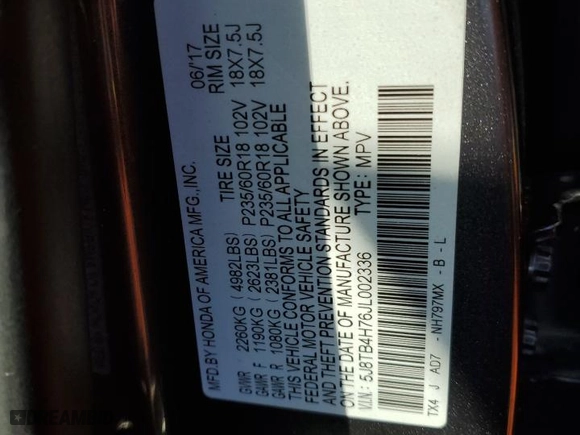 MFD.BY HONDA OF AMERICA MFG.,INC. 06/'17
TIRE SIZE RIM SIZE
GVWR 2260KG (4982LBS)
GAWR F 1190KG (2623LBS) P235/60R18 102V 18X7.5J
GAWR R 1080KG (2381LBS) P235/60R18 102V 18X7.5J
THIS VEHICLE CONFORMS TO ALL APPLICABLE
FEDERAL MOTOR VEHICLE SAFETY
AND THEFT PREVENTION STANDARDS IN EFFECT
ON THE DATE OF MANUFACTURE SHOWN ABOVE.
V.I.N.: 5J8TB4H76JL002336 TYPE: MPV
TX4 J AD7 - NH797MX - B - L